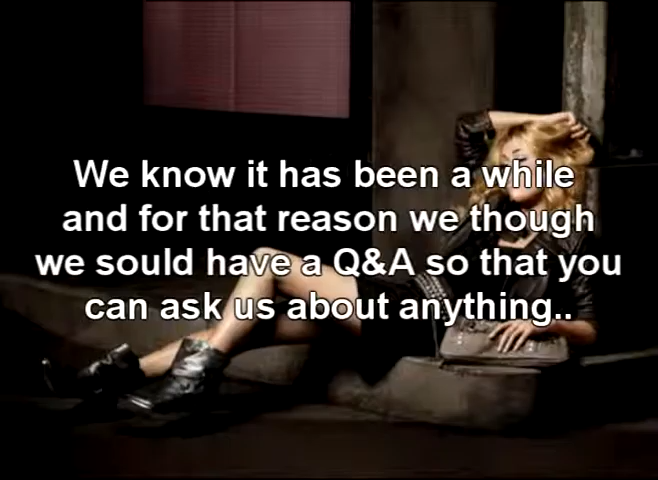 We know it has been a while
and for that reason we though
we sould have a Q&A so that you
can ask us about anything..